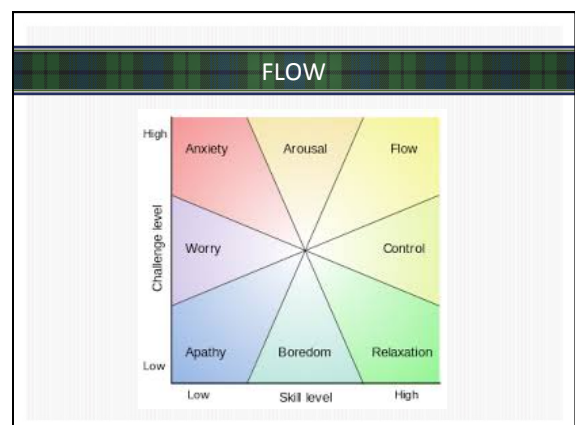 FLOW
High
Anxiety
Arousal
Flow
Challenge level
Worry
Control
Apathy
Boredom
Relaxation
Low
Low
Skill level
High